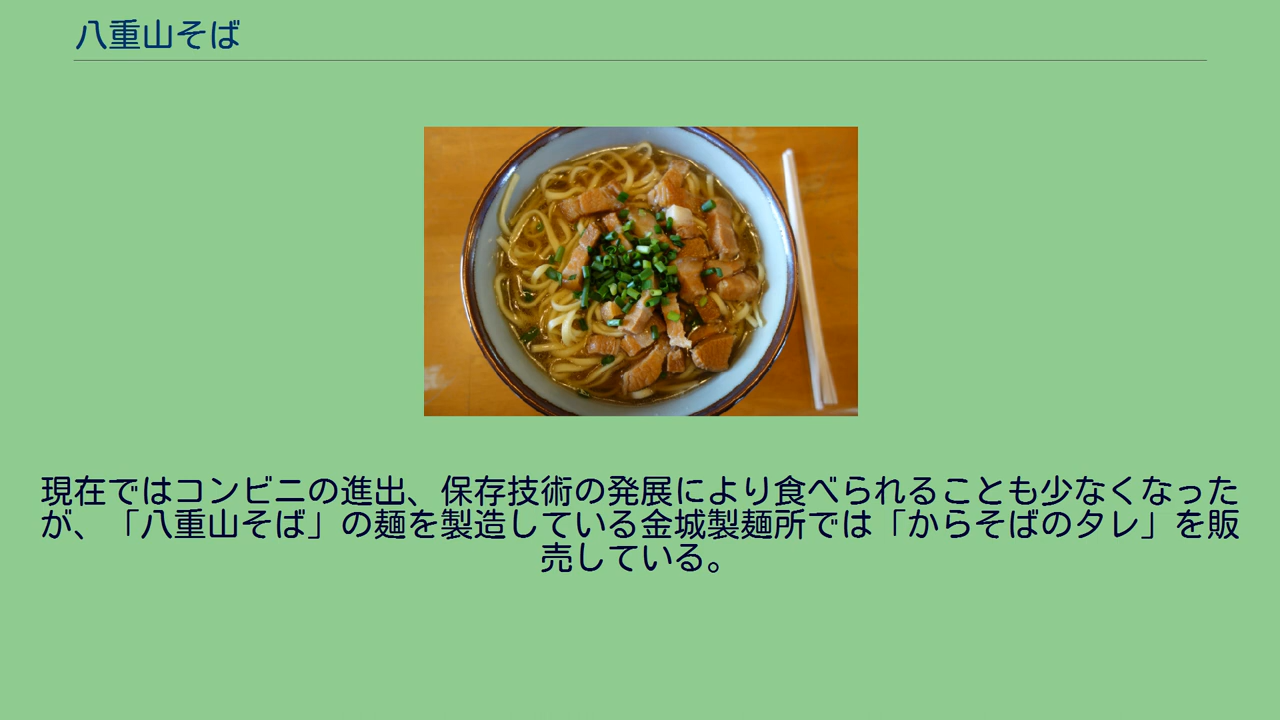 八重山そば
現在ではコンビニの進出、保存技術の発展により食べられることも少なくなった
が、「八重山そば」の麺を製造している金城製麺所では「からそばのタレ」を販
売している。